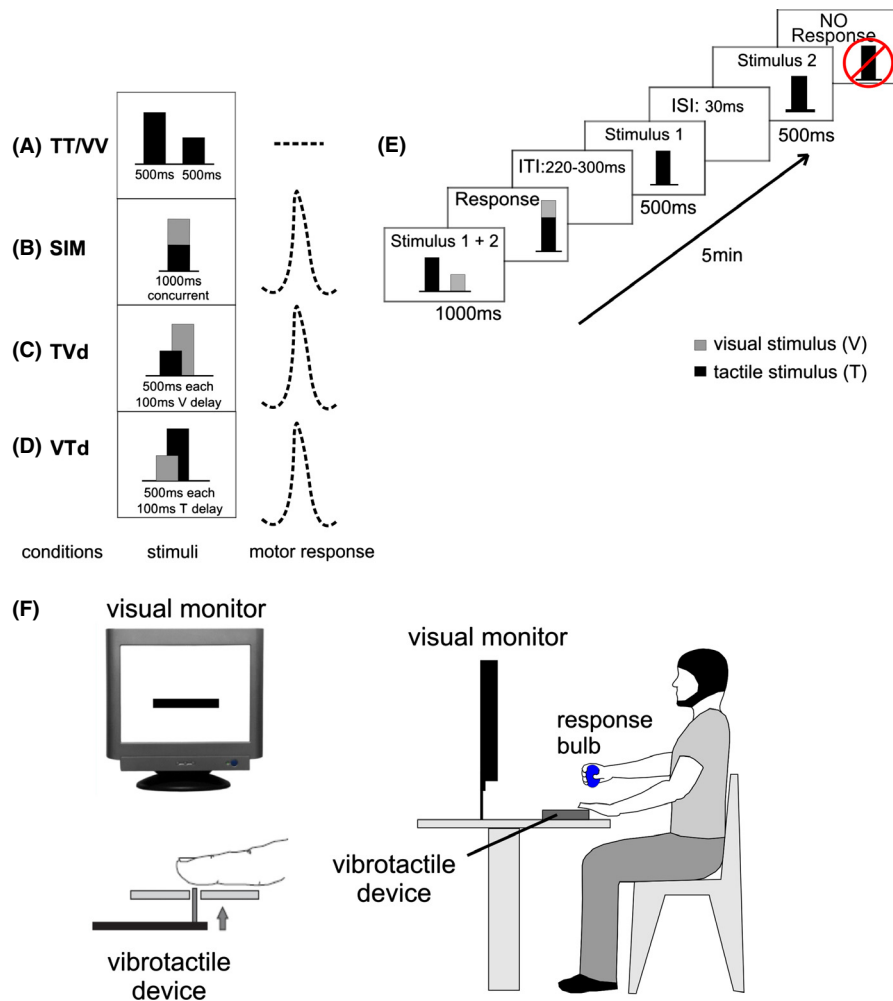 (A) TT/VV
500ms 500ms
(B) SIM
1000ms
concurrent
(C) TVd
500ms each
100ms V delay
(D) VTd
500ms each
100ms T delay
conditions stimuli motor response
(E)
Stimulus 1 + 2
1000ms
Response
ITI:220-300ms
Stimulus 1
500ms
ISI: 30ms
Stimulus 2
500ms
NO
Response
5min
visual stimulus (V)
tactile stimulus (T)
(F)
visual monitor
vibrotactile
device
visual monitor
response
bulb
vibrotactile
device